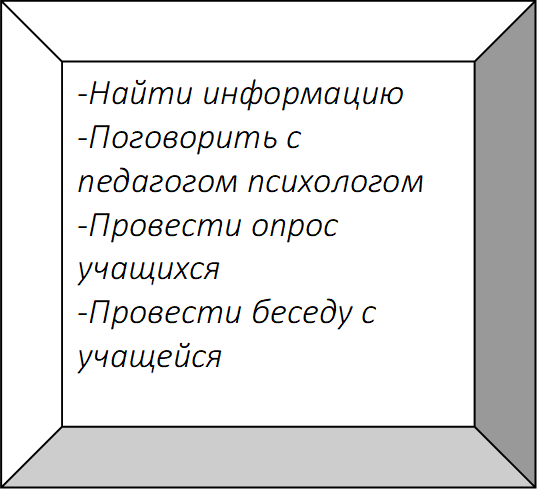 -Найти информацию
-Поговорить с
педагогом психологом
-Провести опрос
учащихся
-Провести беседу с
учащейся